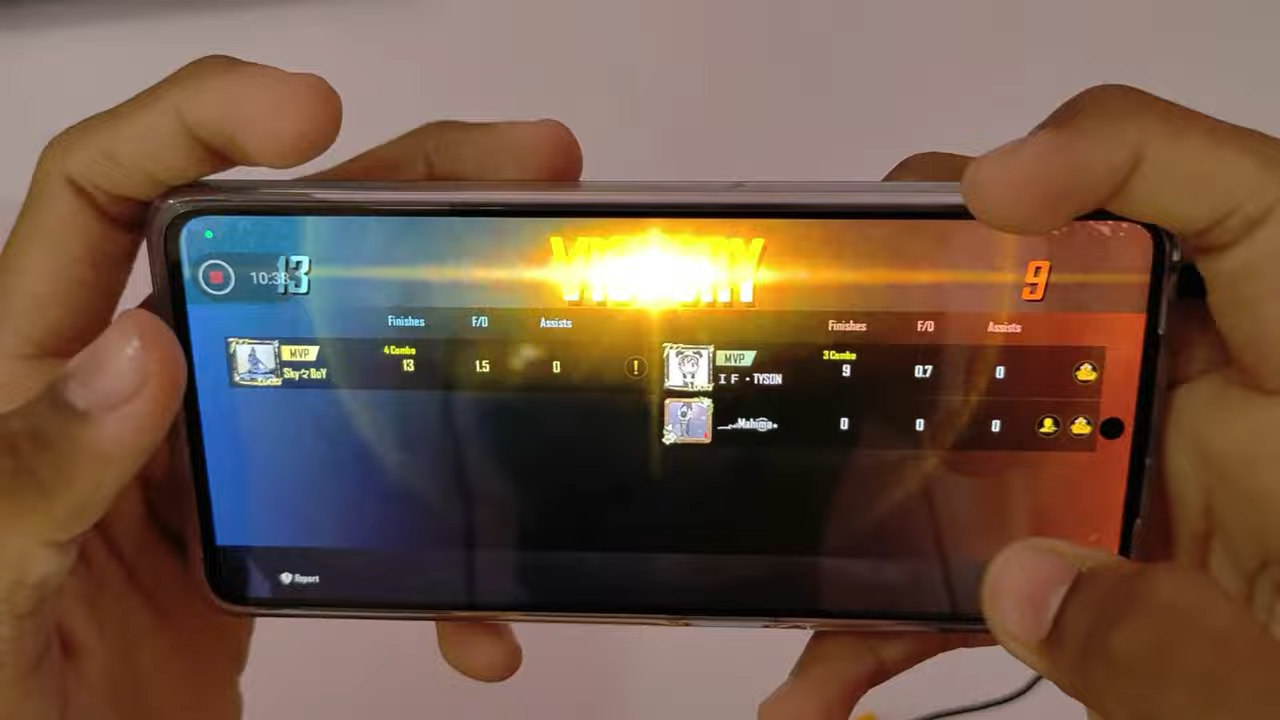 10:38
13
VICTORY
9
Finishes F/D Assists
Finishes F/D Assists
MVP 4 Combo
Sky☆BoY 13 1.5 0
MVP 3 Combo
I F・TYSON 9 0.7 0
Mahima 0 0 0
Report